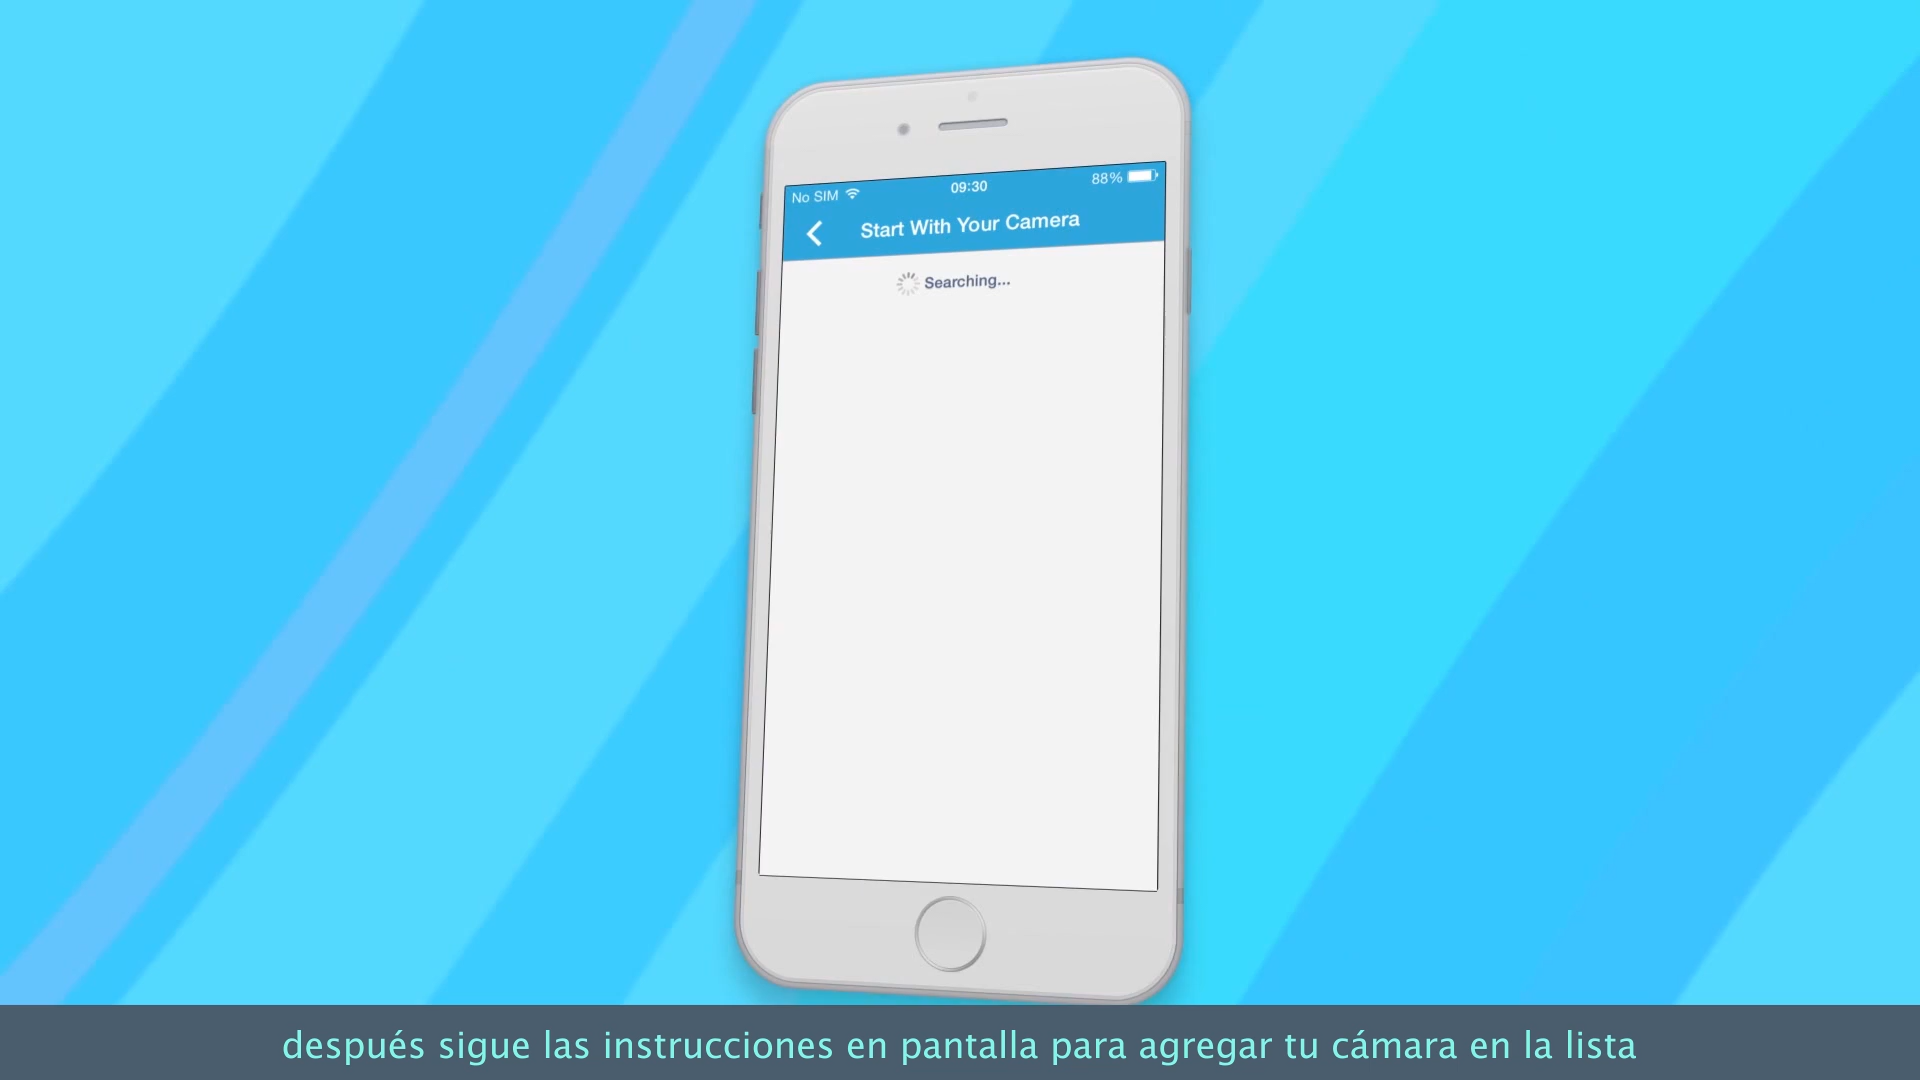 No SIM 09:30 88%
Start With Your Camera
Searching...
después sigue las instrucciones en pantalla para agregar tu cámara en la lista